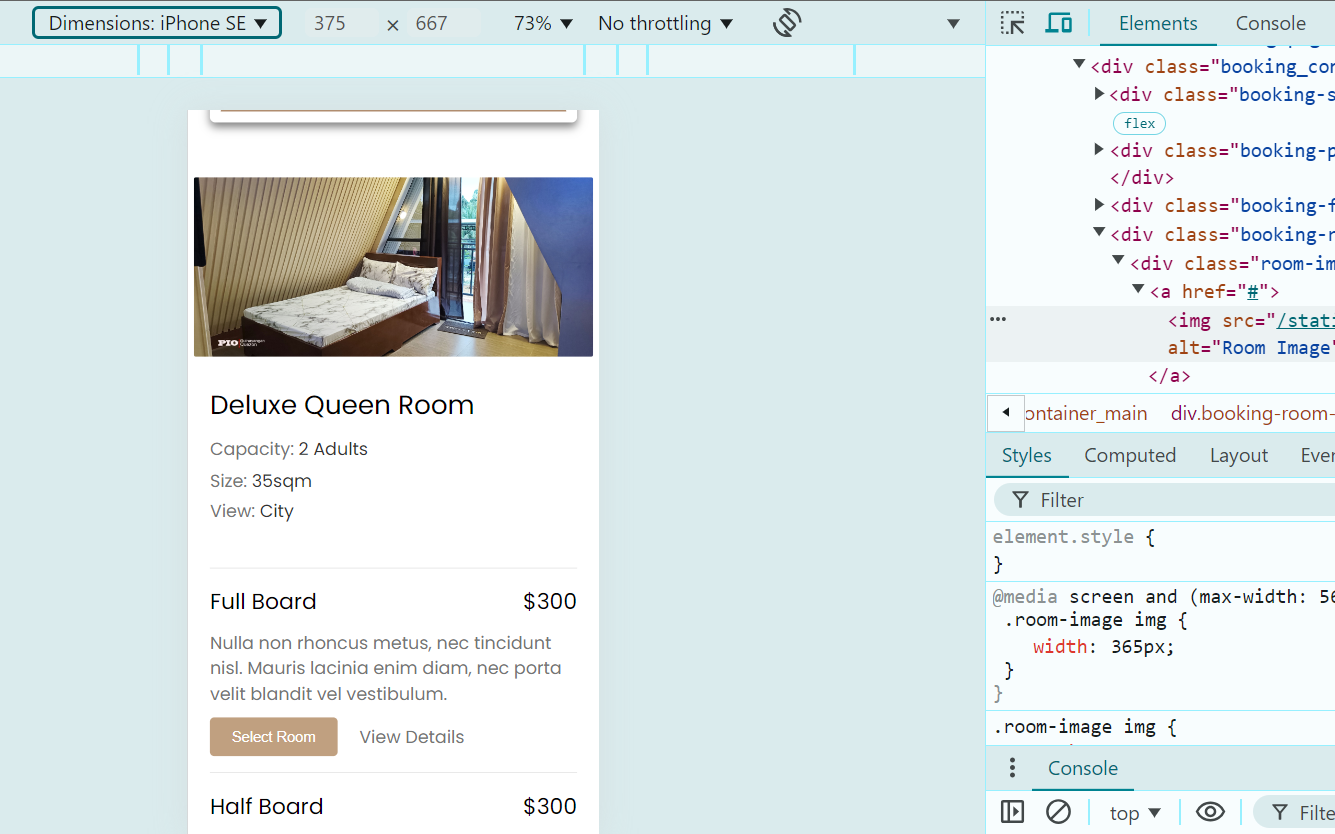 Dimensions: iPhone SE ▼ 375 × 667 73% ▼ No throttling ▼
Elements Console
<div class="booking_con
<div class="booking-s
flex
<div class="booking-p
</div>
<div class="booking-f
<div class="booking-r
<div class="room-im
<a href="#">
<img src="/stati
alt="Room Image"
</a>
ontainer_main div.booking-room-
Styles Computed Layout Even
Filter
element.style {
}
@media screen and (max-width: 56
.room-image img {
width: 365px;
}
}
.room-image img {
Console
top ▼ Filte
PIO
Deluxe Queen Room
Capacity: 2 Adults
Size: 35sqm
View: City
Full Board $300
Nulla non rhoncus metus, nec tincidunt
nisl. Mauris lacinia enim diam, nec porta
velit blandit vel vestibulum.
Select Room View Details
Half Board $300